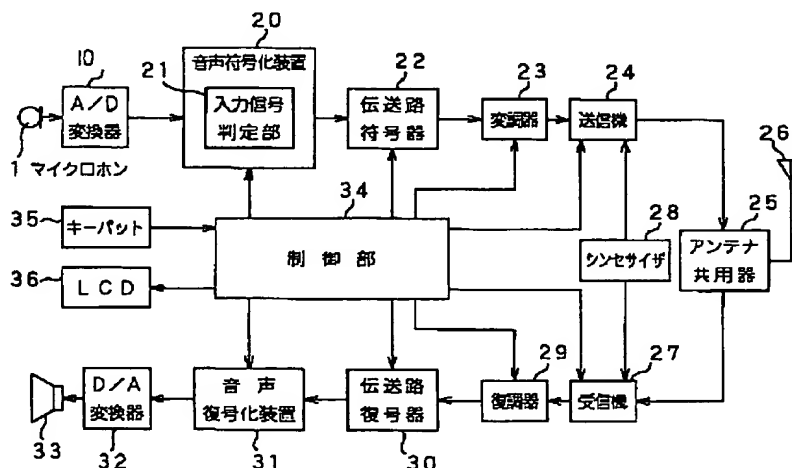 20
10
21
音声符号化装置
22
23
24
A/D
変換器
入力信号
判定部
伝送路
符号器
変調器
送信機
26
1 マイクロホン
34
25
35
キーパット
28
制御部
シンセサイザ
アンテナ
共用器
36
LCD
29
27
D/A
変換器
音声
復号化装置
伝送路
復号器
復調器
受信機
33
32
31
30